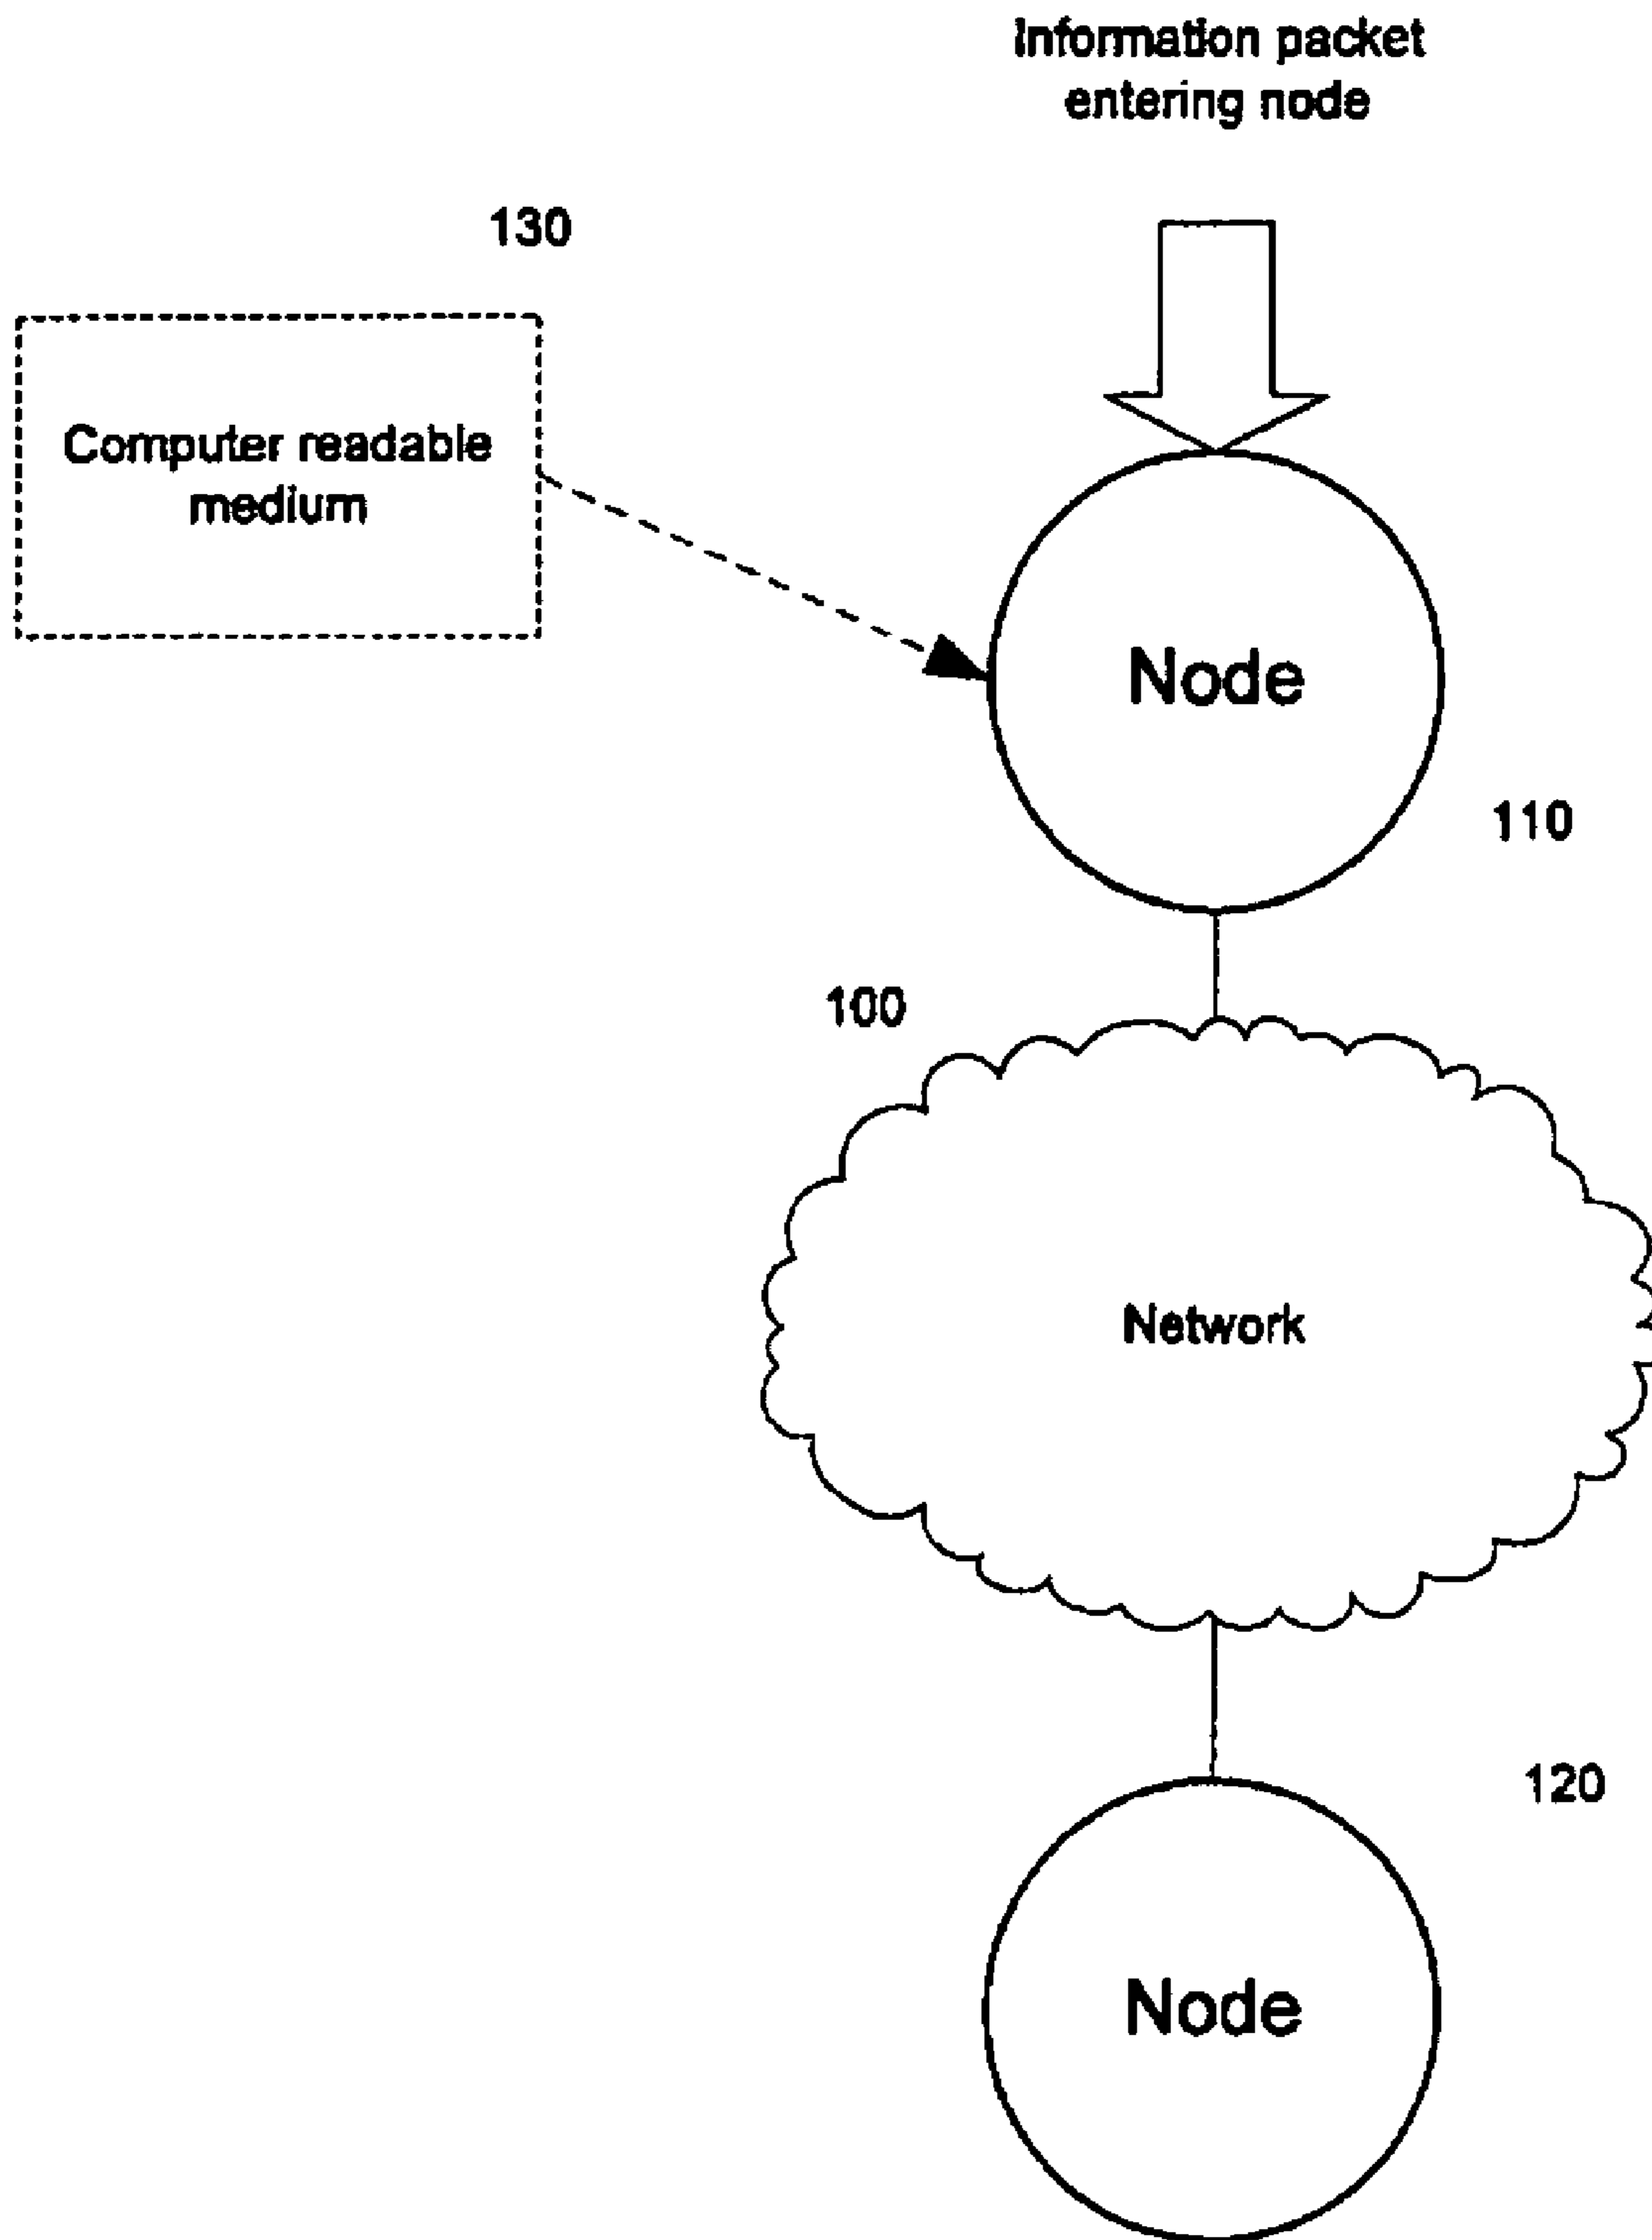 Information packet
entering node
130
Computer readable
medium
Node
110
100
Network
120
Node